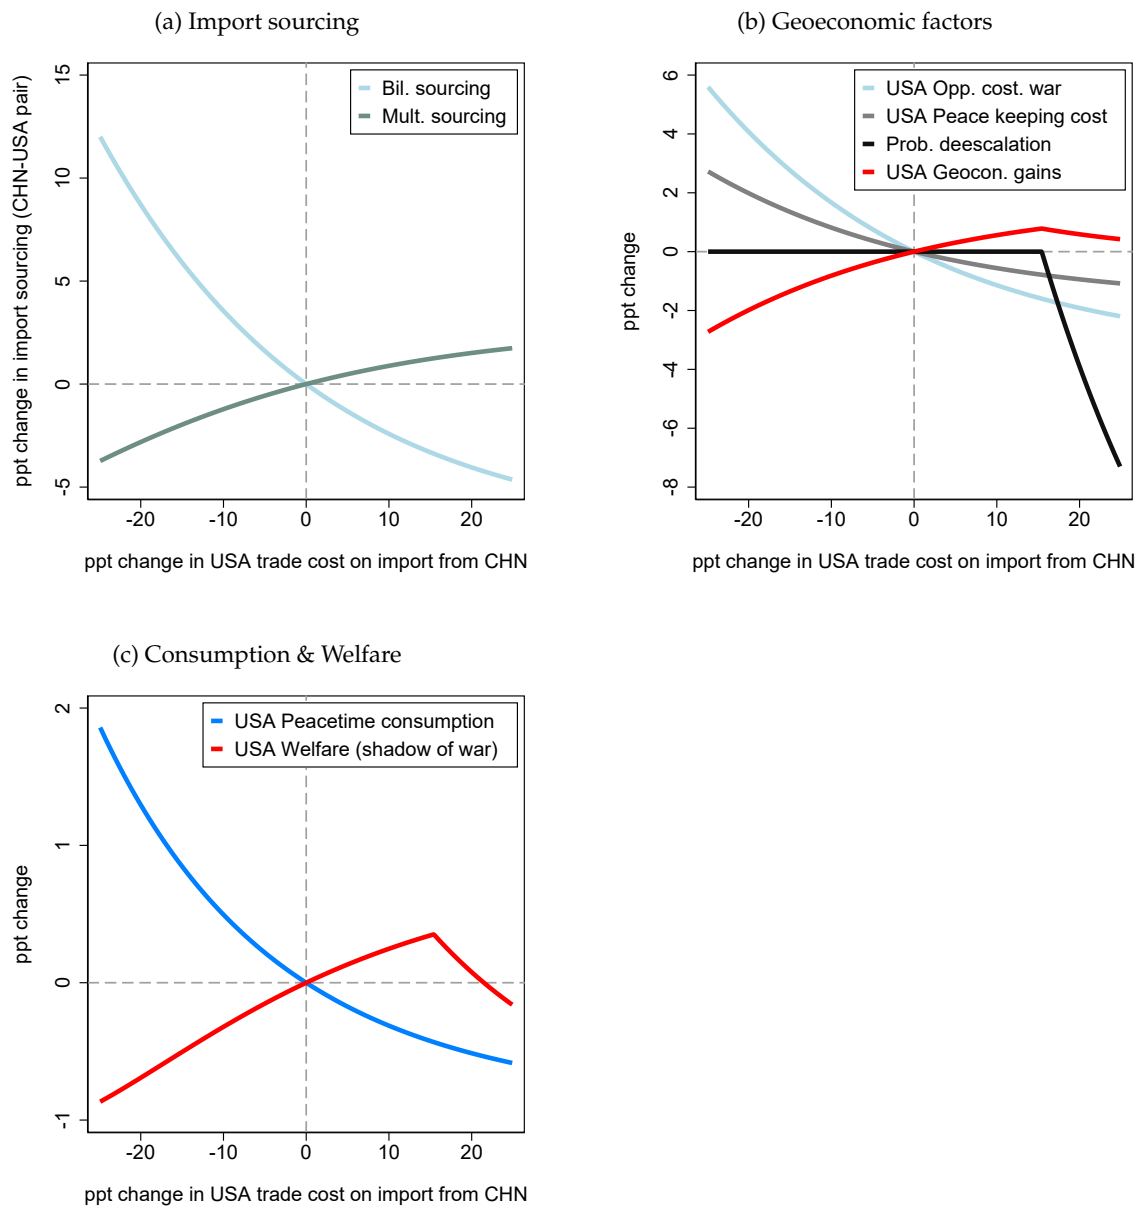 (a) Import sourcing
ppt change in import sourcing (CHN-USA pair)
15
10
5
0
-5
Bil. sourcing
Mult. sourcing
-20 -10 0 10 20
ppt change in USA trade cost on import from CHN
(b) Geoeconomic factors
ppt change
6
4
2
0
-2
-4
-6
-8
USA Opp. cost. war
USA Peace keeping cost
Prob. deescalation
USA Geocon. gains
-20 -10 0 10 20
ppt change in USA trade cost on import from CHN
(c) Consumption & Welfare
ppt change
2
1
0
-1
USA Peacetime consumption
USA Welfare (shadow of war)
-20 -10 0 10 20
ppt change in USA trade cost on import from CHN